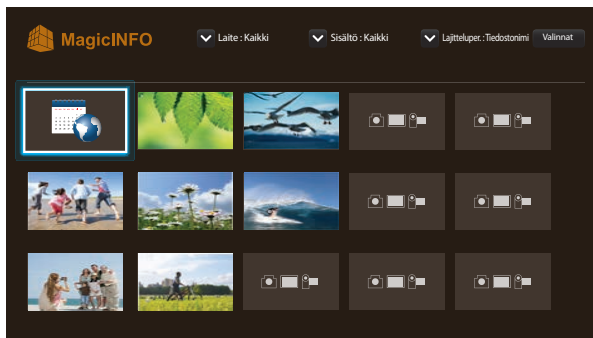 MagicINFO
Laite : Kaikki
Sisältö : Kaikki
Lajitteluper. : Tiedostonimi
Valinnat